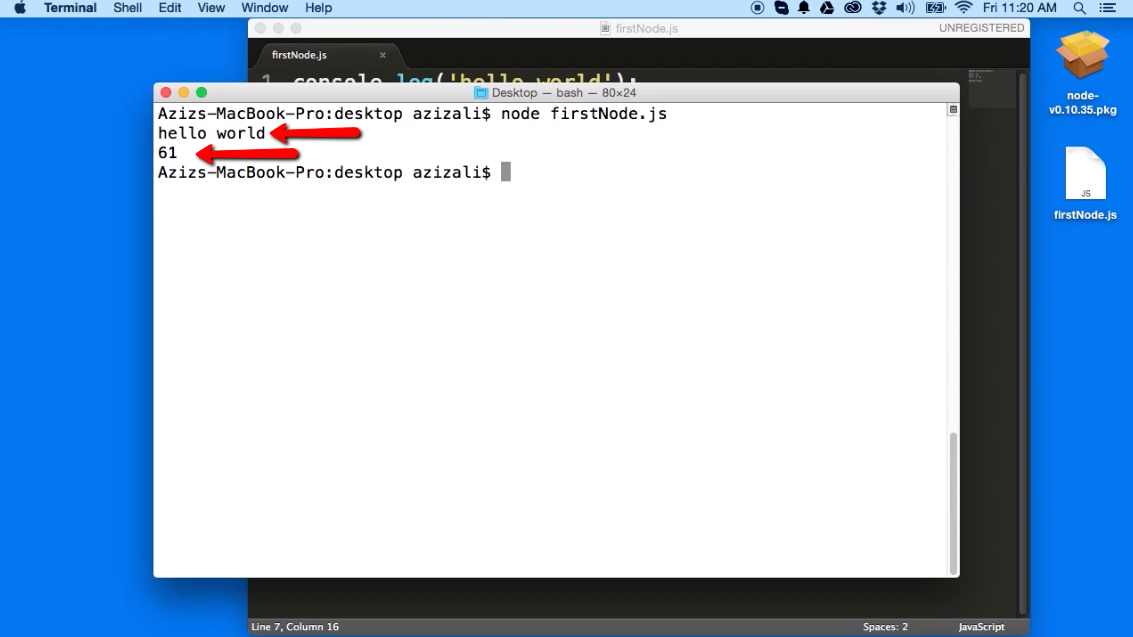 Terminal Shell Edit View Window Help Fri 11:20 AM
firstNode.js UNREGISTERED
firstNode.js ×
1 console.log('hello world');
Desktop — bash — 80×24
Azizs-MacBook-Pro:desktop azizali$ node firstNode.js
hello world
61
Azizs-MacBook-Pro:desktop azizali$
node-
v0.10.35.pkg
JS
firstNode.js
Line 7, Column 16 Spaces: 2 JavaScript